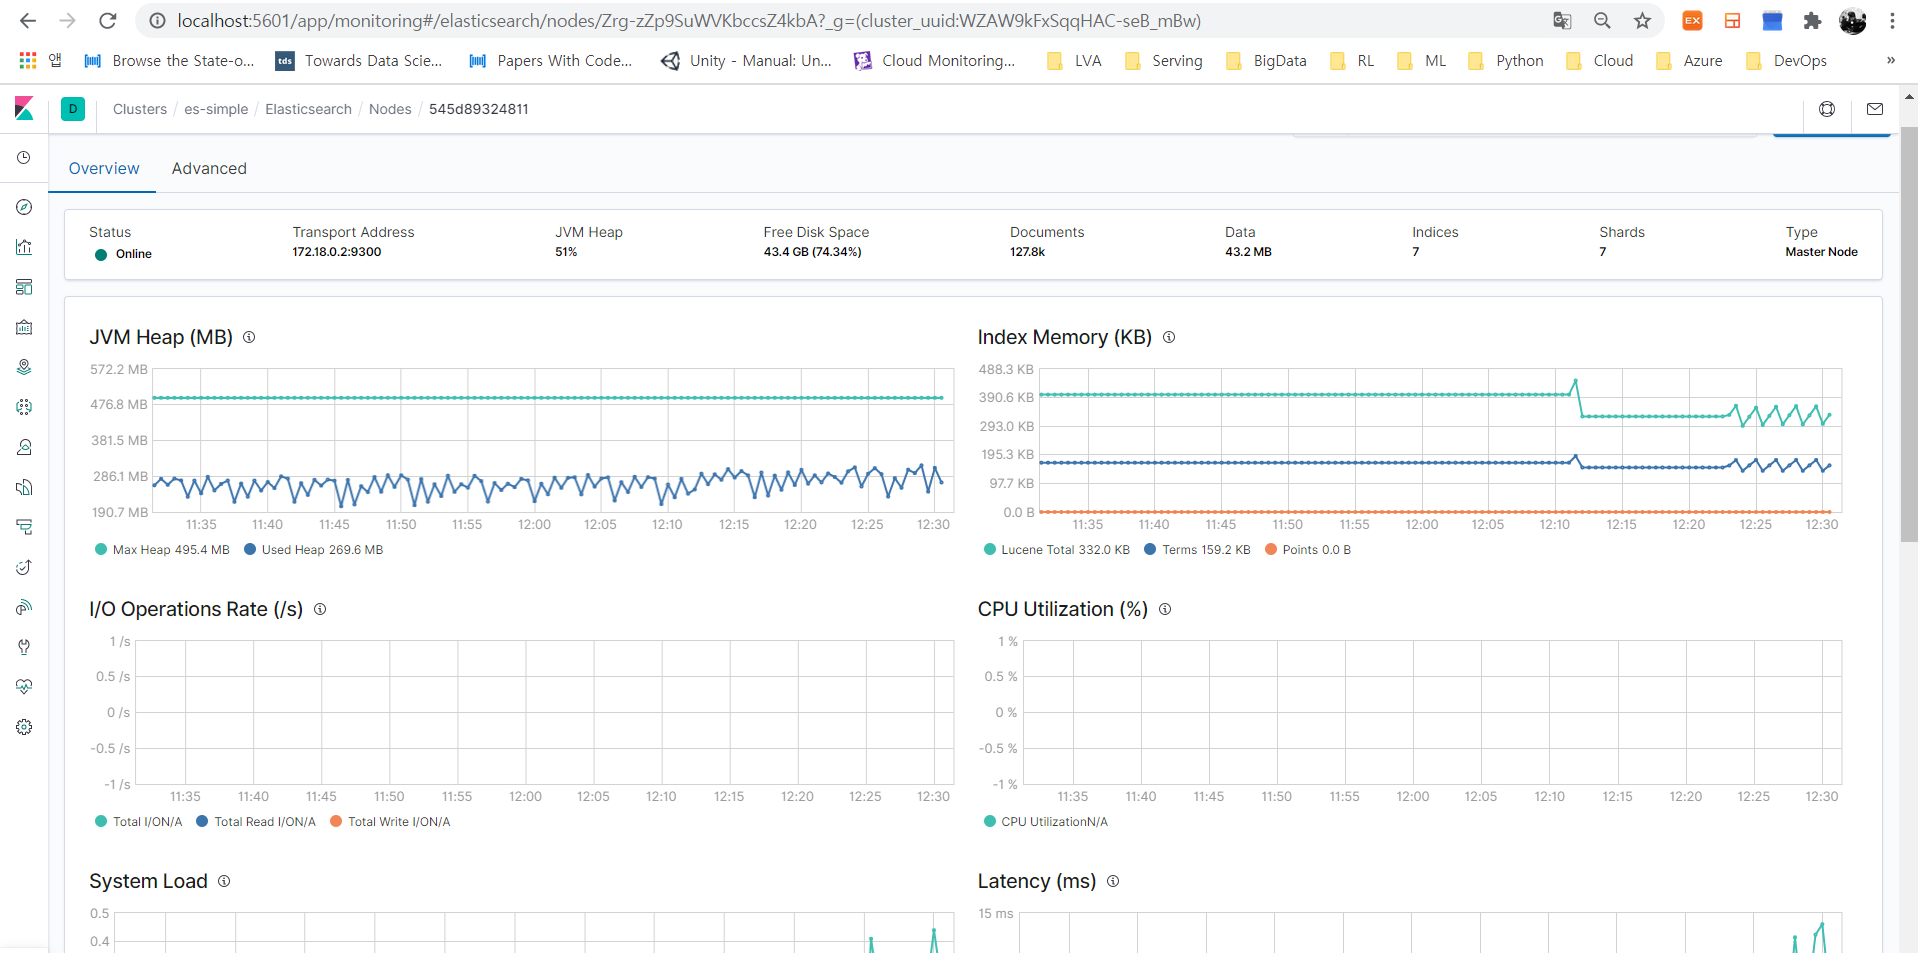 localhost:5601/app/monitoring#/elasticsearch/nodes/Zrg-zZp9SuWVKbccsZ4kbA?_g=(cluster_uuid:WZAW9kFxSqqHAC-seB_mBw)
EX
Browse the State-o... tds Towards Data Scie... Papers With Code... Unity - Manual: Un... Cloud Monitoring... LVA Serving BigData RL ML Python Cloud Azure DevOps »
D Clusters / es-simple / Elasticsearch / Nodes / 545d89324811
Overview Advanced
Status Transport Address JVM Heap Free Disk Space Documents Data Indices Shards Type
Online 172.18.0.2:9300 51% 43.4 GB (74.34%) 127.8k 43.2 MB 7 7 Master Node
JVM Heap (MB)
572.2 MB
476.8 MB
381.5 MB
286.1 MB
190.7 MB
11:35 11:40 11:45 11:50 11:55 12:00 12:05 12:10 12:15 12:20 12:25 12:30
Max Heap 495.4 MB Used Heap 269.6 MB
Index Memory (KB)
488.3 KB
390.6 KB
293.0 KB
195.3 KB
97.7 KB
0.0 B
11:35 11:40 11:45 11:50 11:55 12:00 12:05 12:10 12:15 12:20 12:25 12:30
Lucene Total 332.0 KB Terms 159.2 KB Points 0.0 B
I/O Operations Rate (/s)
1 /s
0.5 /s
0 /s
-0.5 /s
-1 /s
11:35 11:40 11:45 11:50 11:55 12:00 12:05 12:10 12:15 12:20 12:25 12:30
Total I/ON/A Total Read I/ON/A Total Write I/ON/A
CPU Utilization (%)
1 %
0.5 %
0 %
-0.5 %
-1 %
11:35 11:40 11:45 11:50 11:55 12:00 12:05 12:10 12:15 12:20 12:25 12:30
CPU UtilizationN/A
System Load
0.5
0.4
Latency (ms)
15 ms